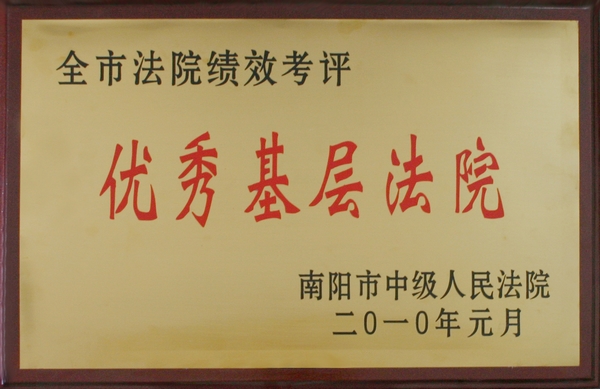 全市法院绩效考评
优秀基层法院
南阳市中级人民法院
二〇一〇年元月